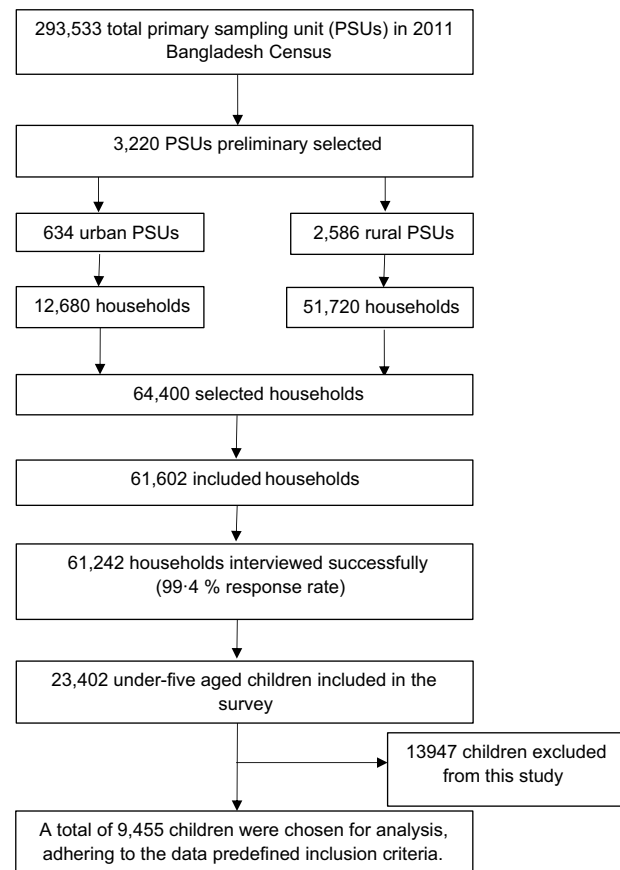 293,533 total primary sampling unit (PSUs) in 2011
Bangladesh Census
3,220 PSUs preliminary selected
634 urban PSUs
2,586 rural PSUs
12,680 households
51,720 households
64,400 selected households
61,602 included households
61,242 households interviewed successfully
(99·4 % response rate)
23,402 under-five aged children included in the
survey
13947 children excluded
from this study
A total of 9,455 children were chosen for analysis,
adhering to the data predefined inclusion criteria.